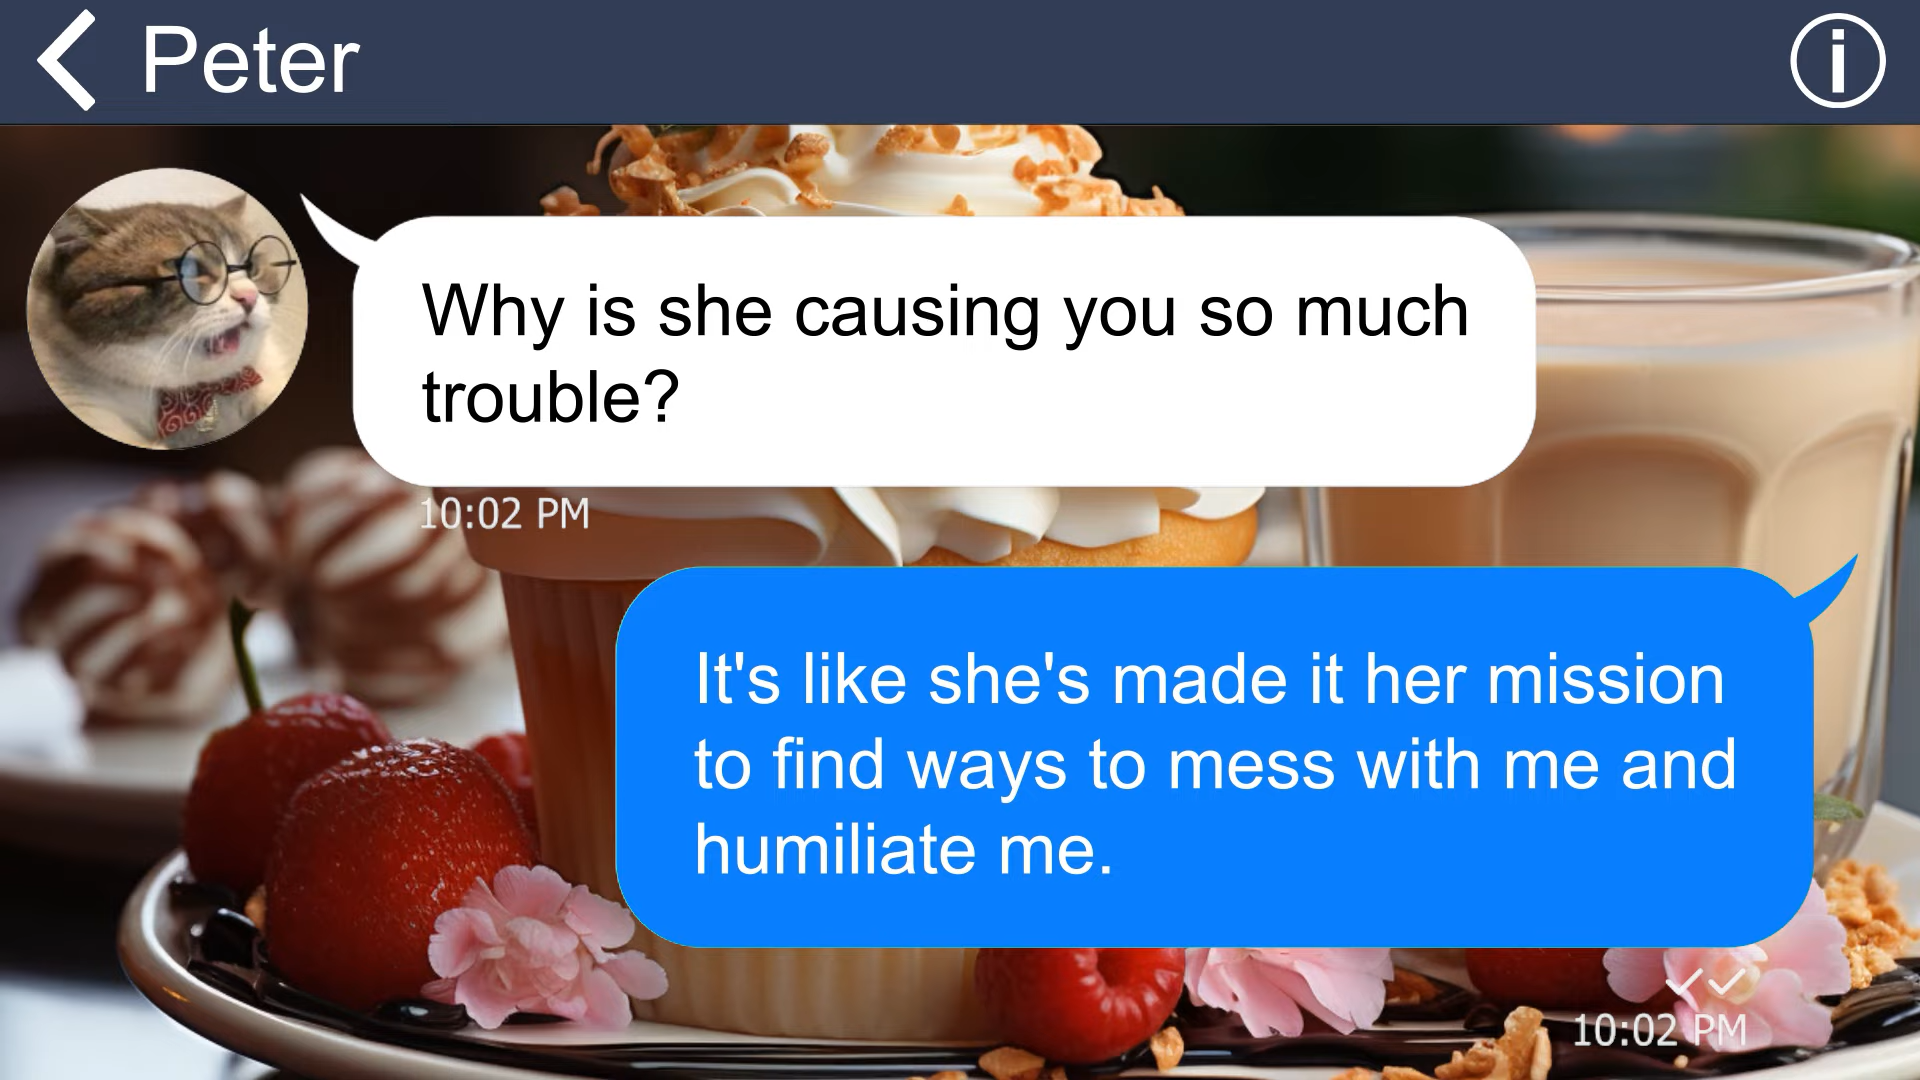 Peter
Why is she causing you so much
trouble?
10:02 PM
It's like she's made it her mission
to find ways to mess with me and
humiliate me.
10:02 PM